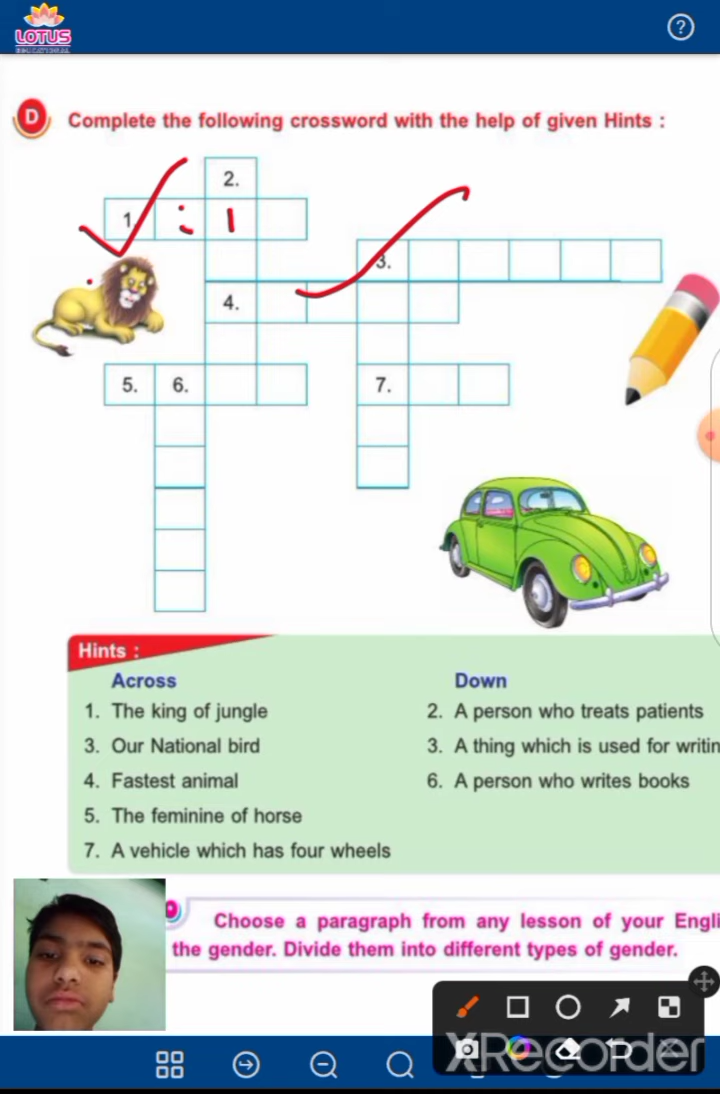 LOTUS
EDUCATIONAL
?
D Complete the following crossword with the help of given Hints :
2.
1.
3.
4.
5. 6.
7.
Hints :
Across
1. The king of jungle
3. Our National bird
4. Fastest animal
5. The feminine of horse
7. A vehicle which has four wheels
Down
2. A person who treats patients
3. A thing which is used for writin
6. A person who writes books
Choose a paragraph from any lesson of your Engli
the gender. Divide them into different types of gender.
XRecorder